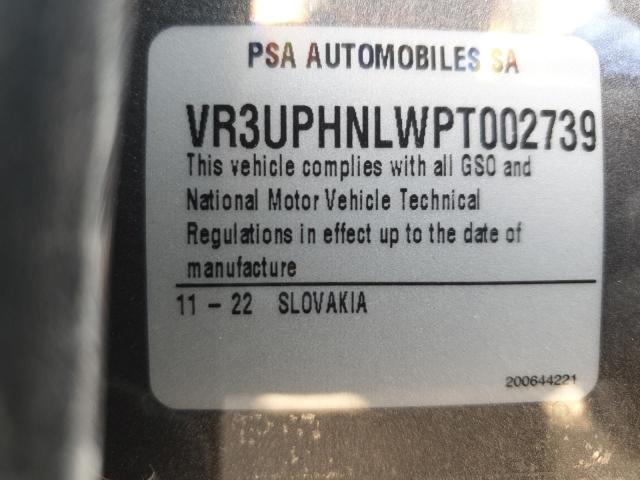 PSA AUTOMOBILES SA
VR3UPHNLWPT002739
This vehicle complies with all GSO and
National Motor Vehicle Technical
Regulations in effect up to the date of
manufacture
11 - 22 SLOVAKIA
200644221